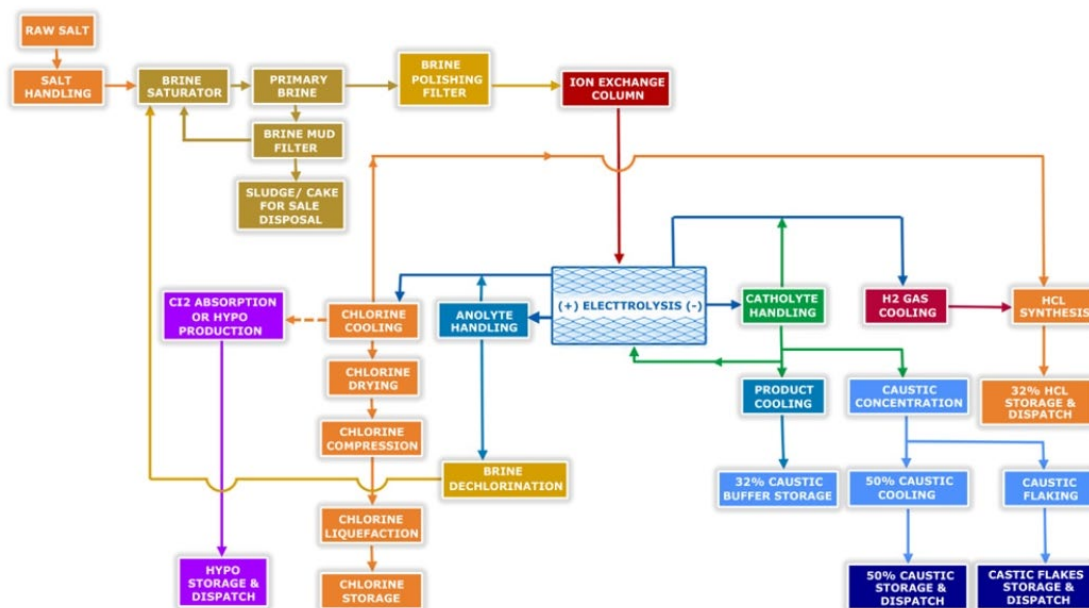 RAW SALT
SALT
HANDLING
BRINE
SATURATOR
PRIMARY
BRINE
BRINE
POLISHING
FILTER
ION EXCHANGE
COLUMN
BRINE MUD
FILTER
SLUDGE/ CAKE
FOR SALE
DISPOSAL
CI2 ABSORPTION
OR HYPO
PRODUCTION
CHLORINE
COOLING
ANOLYTE
HANDLING
(+) ELECTTROLYSIS (-)
CATHOLYTE
HANDLING
H2 GAS
COOLING
HCL
SYNTHESIS
CHLORINE
DRYING
PRODUCT
COOLING
CAUSTIC
CONCENTRATION
32% HCL
STORAGE &
DISPATCH
CHLORINE
COMPRESSION
BRINE
DECHLORINATION
32% CAUSTIC
BUFFER STORAGE
50% CAUSTIC
COOLING
CAUSTIC
FLAKING
CHLORINE
LIQUEFACTION
HYPO
STORAGE &
DISPATCH
CHLORINE
STORAGE
50% CAUSTIC
STORAGE &
DISPATCH
CASTIC FLAKES
STORAGE &
DISPATCH